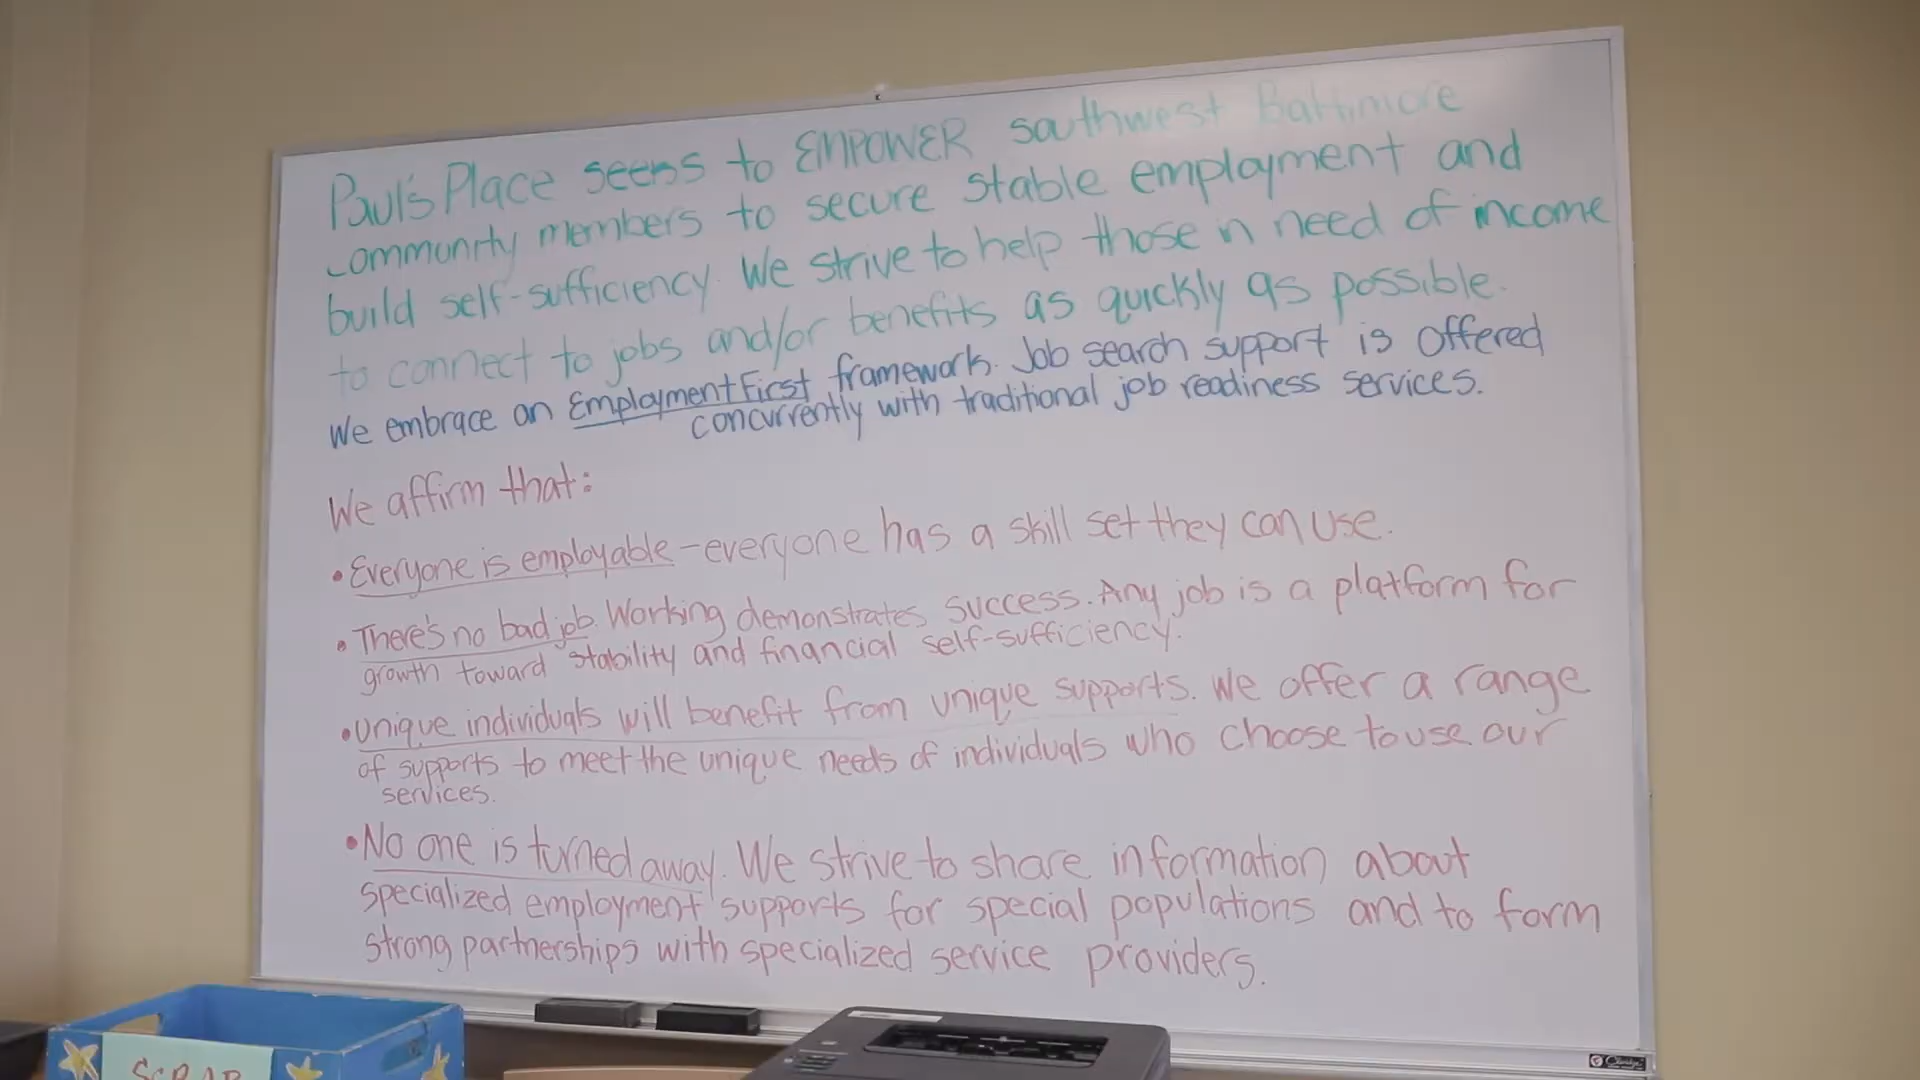 Paul's Place seeks to EMPOWER southwest Baltimore
community members to secure stable employment and
build self-sufficiency. We strive to help those in need of income
to connect to jobs and/or benefits as quickly as possible.
We embrace an Employment First framework. Job search support is offered
concurrently with traditional job readiness services.
We affirm that:
• Everyone is employable - everyone has a skill set they can use.
• There's no bad job. Working demonstrates success. Any job is a platform for
growth toward stability and financial self-sufficiency.
• Unique individuals will benefit from unique supports. We offer a range
of supports to meet the unique needs of individuals who choose to use our
services.
• No one is turned away. We strive to share information about
specialized employment supports for special populations and to form
strong partnerships with specialized service providers.
SCRAP